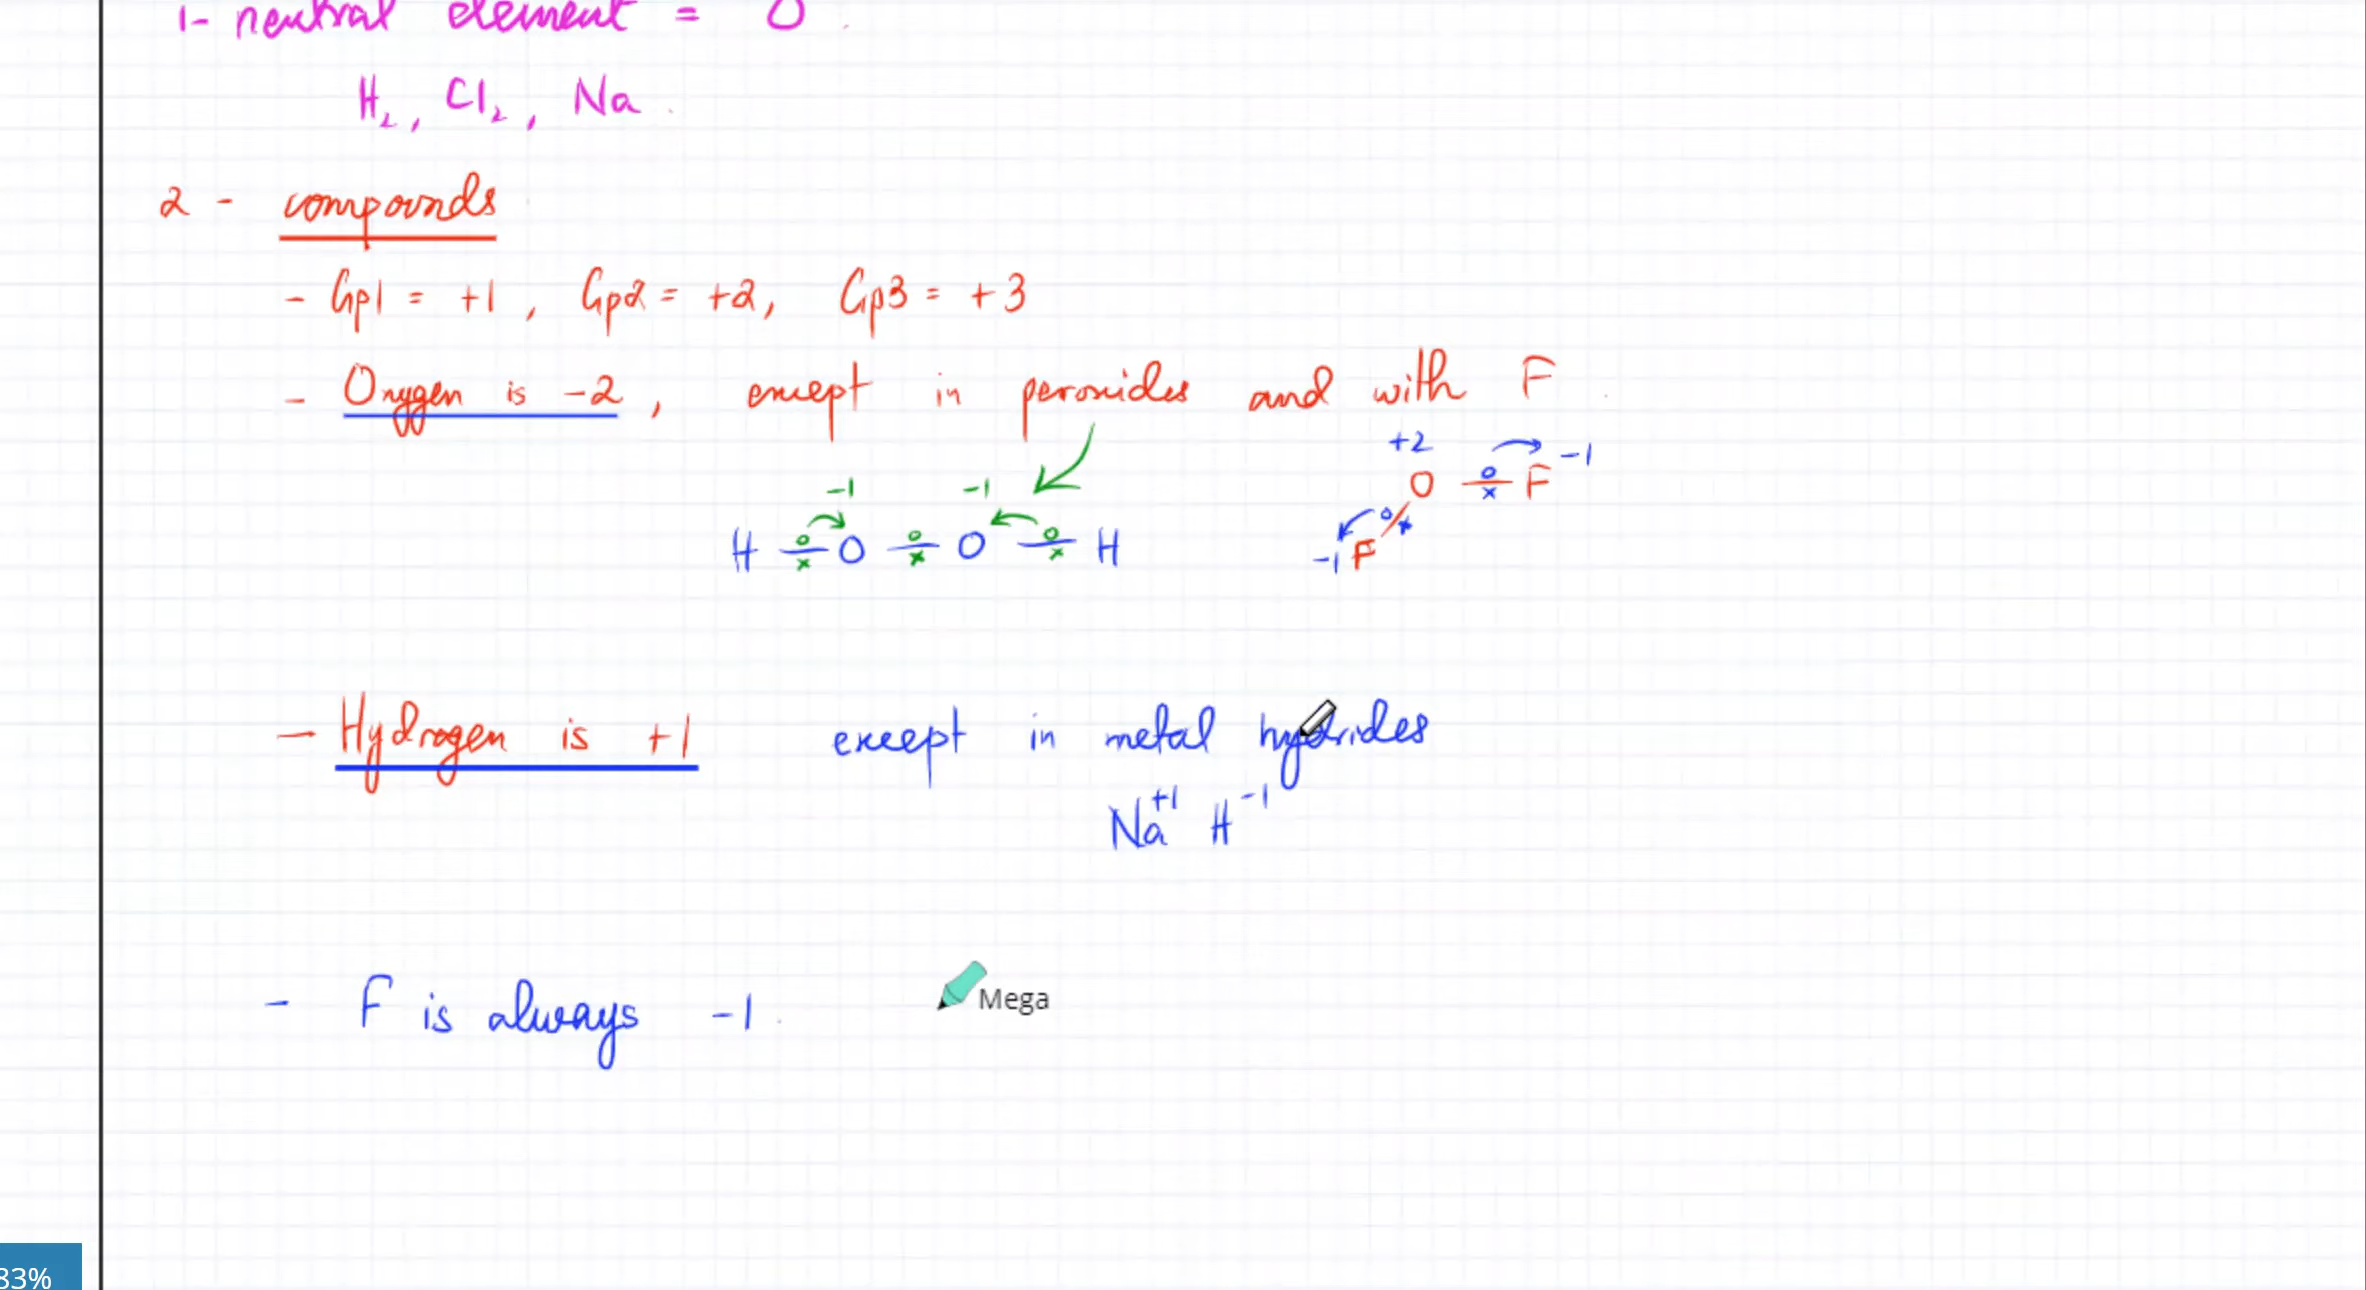 1- neutral element = 0
H₂, Cl₂, Na
2 - compounds
- Gp1 = +1, Gp2 = +2, Gp3 = +3
- Oxygen is -2, except in peroxides and with F
+2
-1 -1 O F -1
H O O H
-1 F
- Hydrogen is +1 except in metal hydrides
Na⁺¹ H⁻¹
- F is always -1
Mega
83%